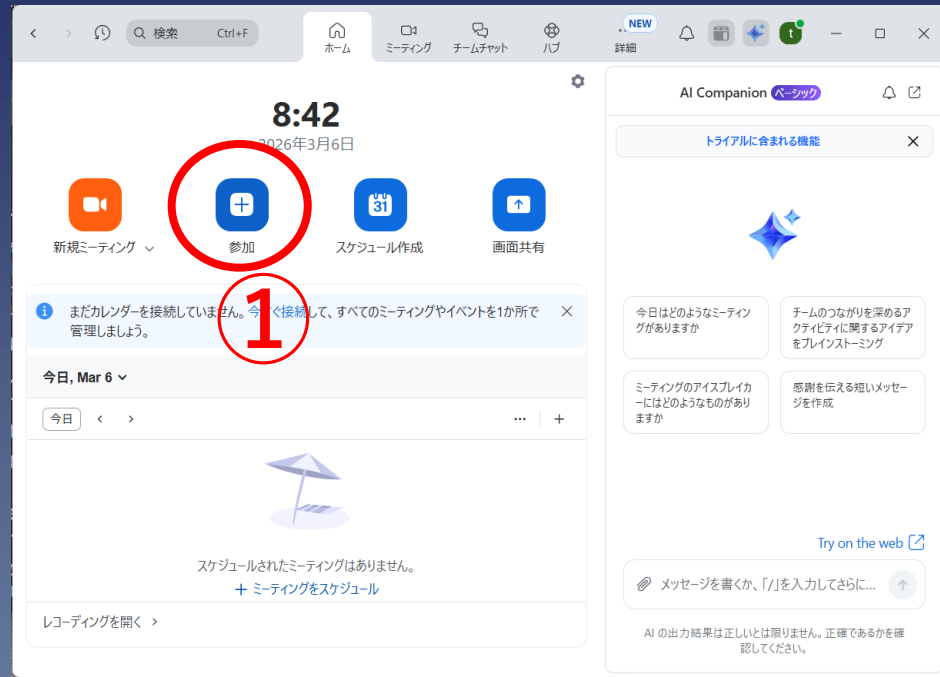 検索 Ctrl+F
ホーム
ミーティング
チームチャット
ハブ
NEW
詳細
t
8:42
2026年3月6日
新規ミーティング
参加
31
スケジュール作成
画面共有
①
まだカレンダーを接続していません。今すぐ接続して、すべてのミーティングやイベントを1か所で
管理しましょう。
今日, Mar 6
今日
スケジュールされたミーティングはありません。
ミーティングをスケジュール
レコーディングを開く
AI Companion ベーシック
トライアルに含まれる機能
今日はどのようなミーティン
グがありますか
チームのつながりを深めるア
クティビティに関するアイデア
をブレインストーミング
ミーティングのアイスブレイカ
ーにはどのようなものがあり
ますか
感謝を伝える短いメッセー
ジを作成
Try on the web
メッセージを書くか、「/」を入力してさらに...
AI の出力結果は正しいとは限りません。正確であるかを確
認してください。